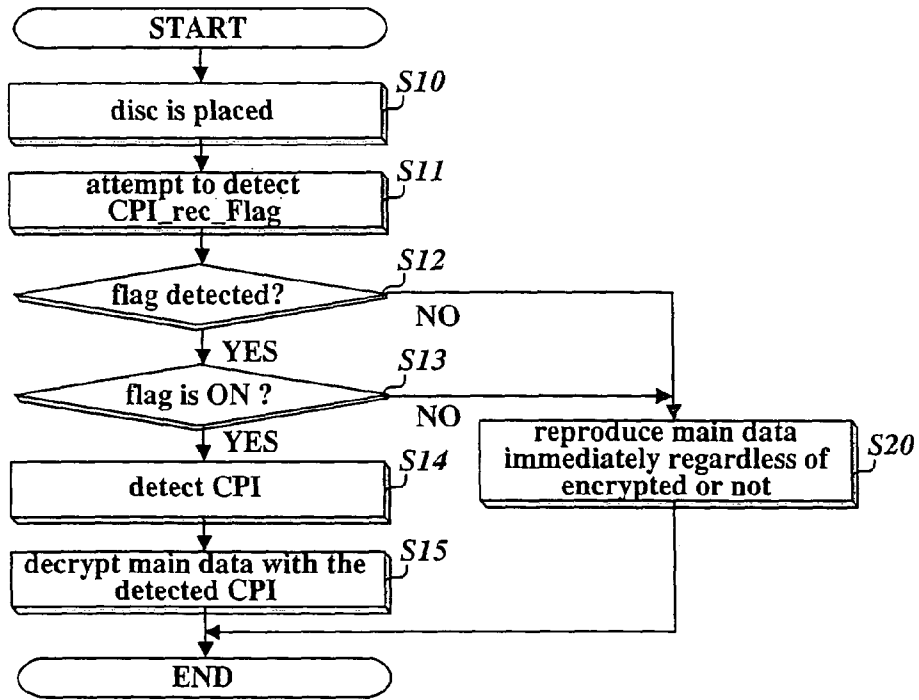 START
S10
disc is placed
S11
attempt to detect
CPI_rec_Flag
S12
flag detected?
NO
YES
S13
flag is ON ?
NO
YES
reproduce main data
immediately regardless of
encrypted or not
S20
S14
detect CPI
S15
decrypt main data with the
detected CPI
END